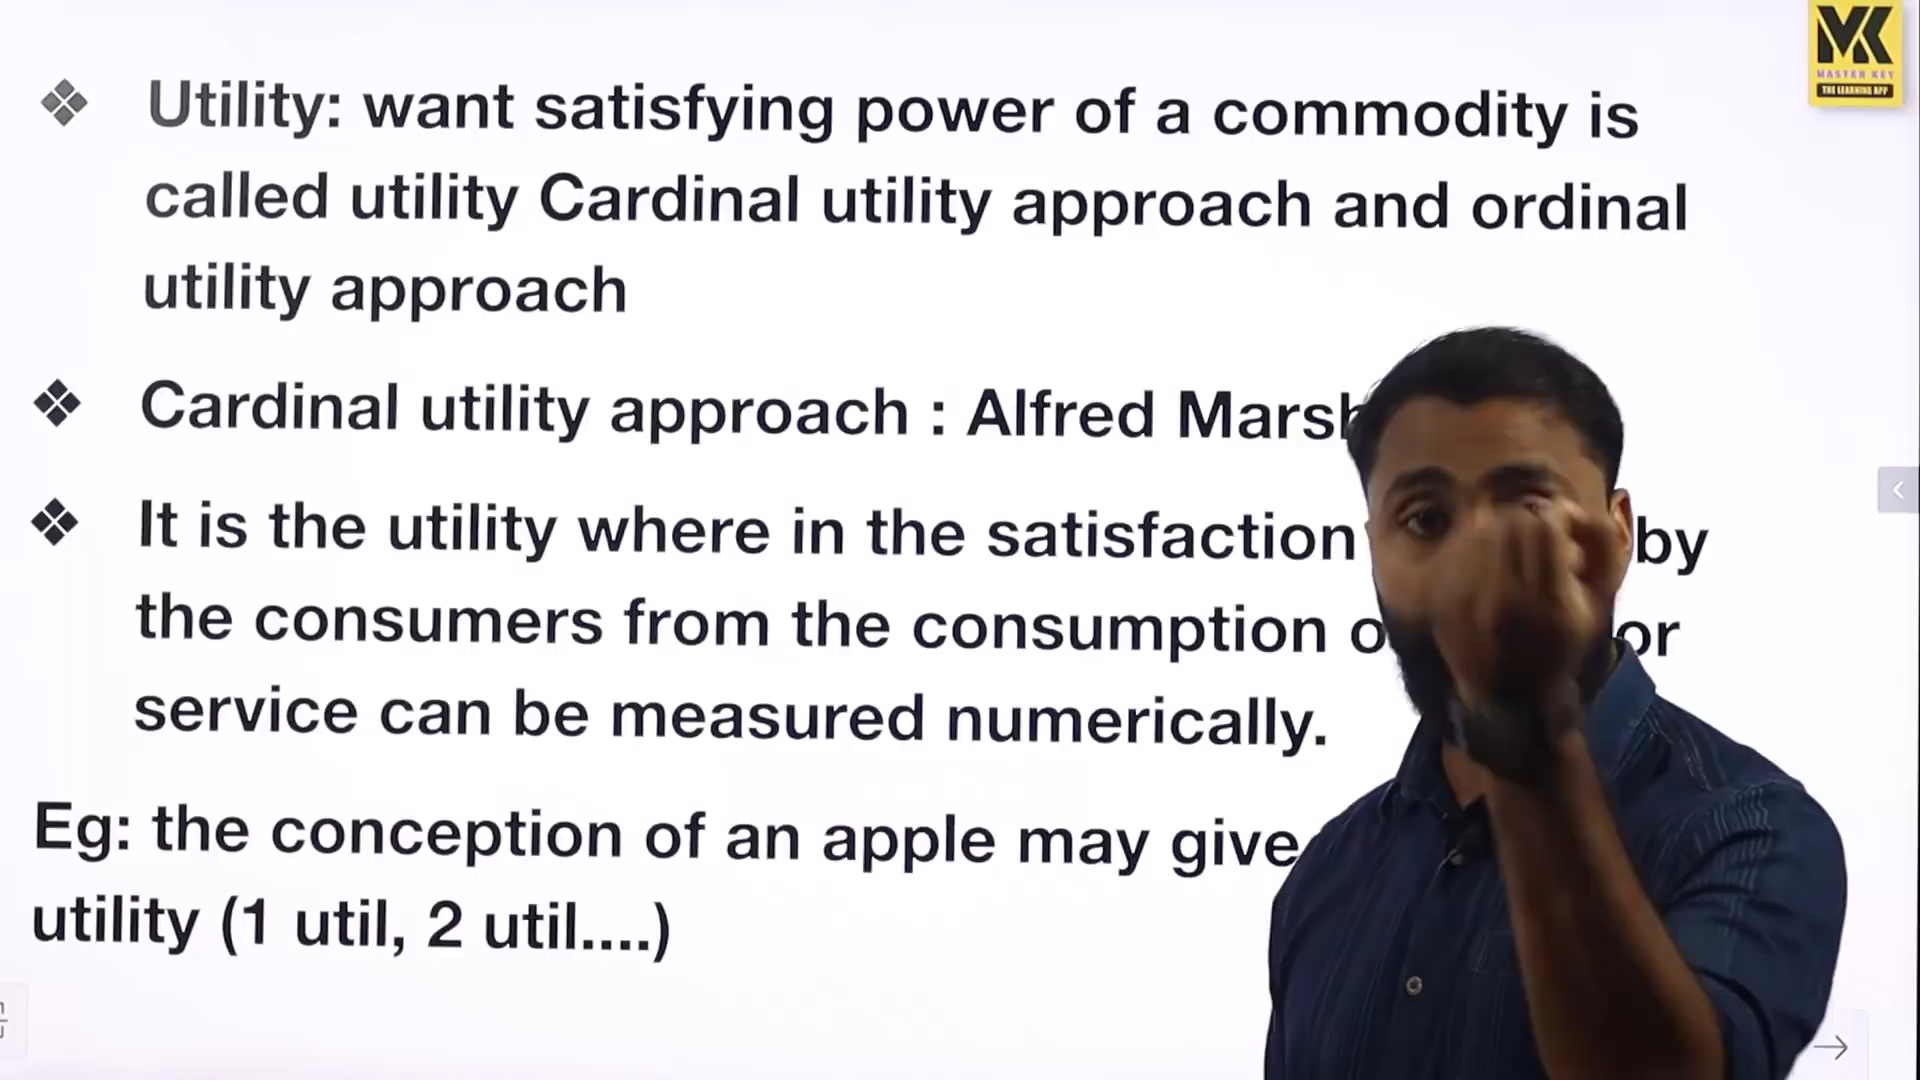 Utility: want satisfying power of a commodity is
called utility Cardinal utility approach and ordinal
utility approach
Cardinal utility approach : Alfred
It is the utility where in the satisfaction by
the consumers from the consumption or
service can be measured numerically.
Eg: the conception of an apple may give
utility (1 util, 2 util....)
MK
MASTER KEY
THE LEARNING APP